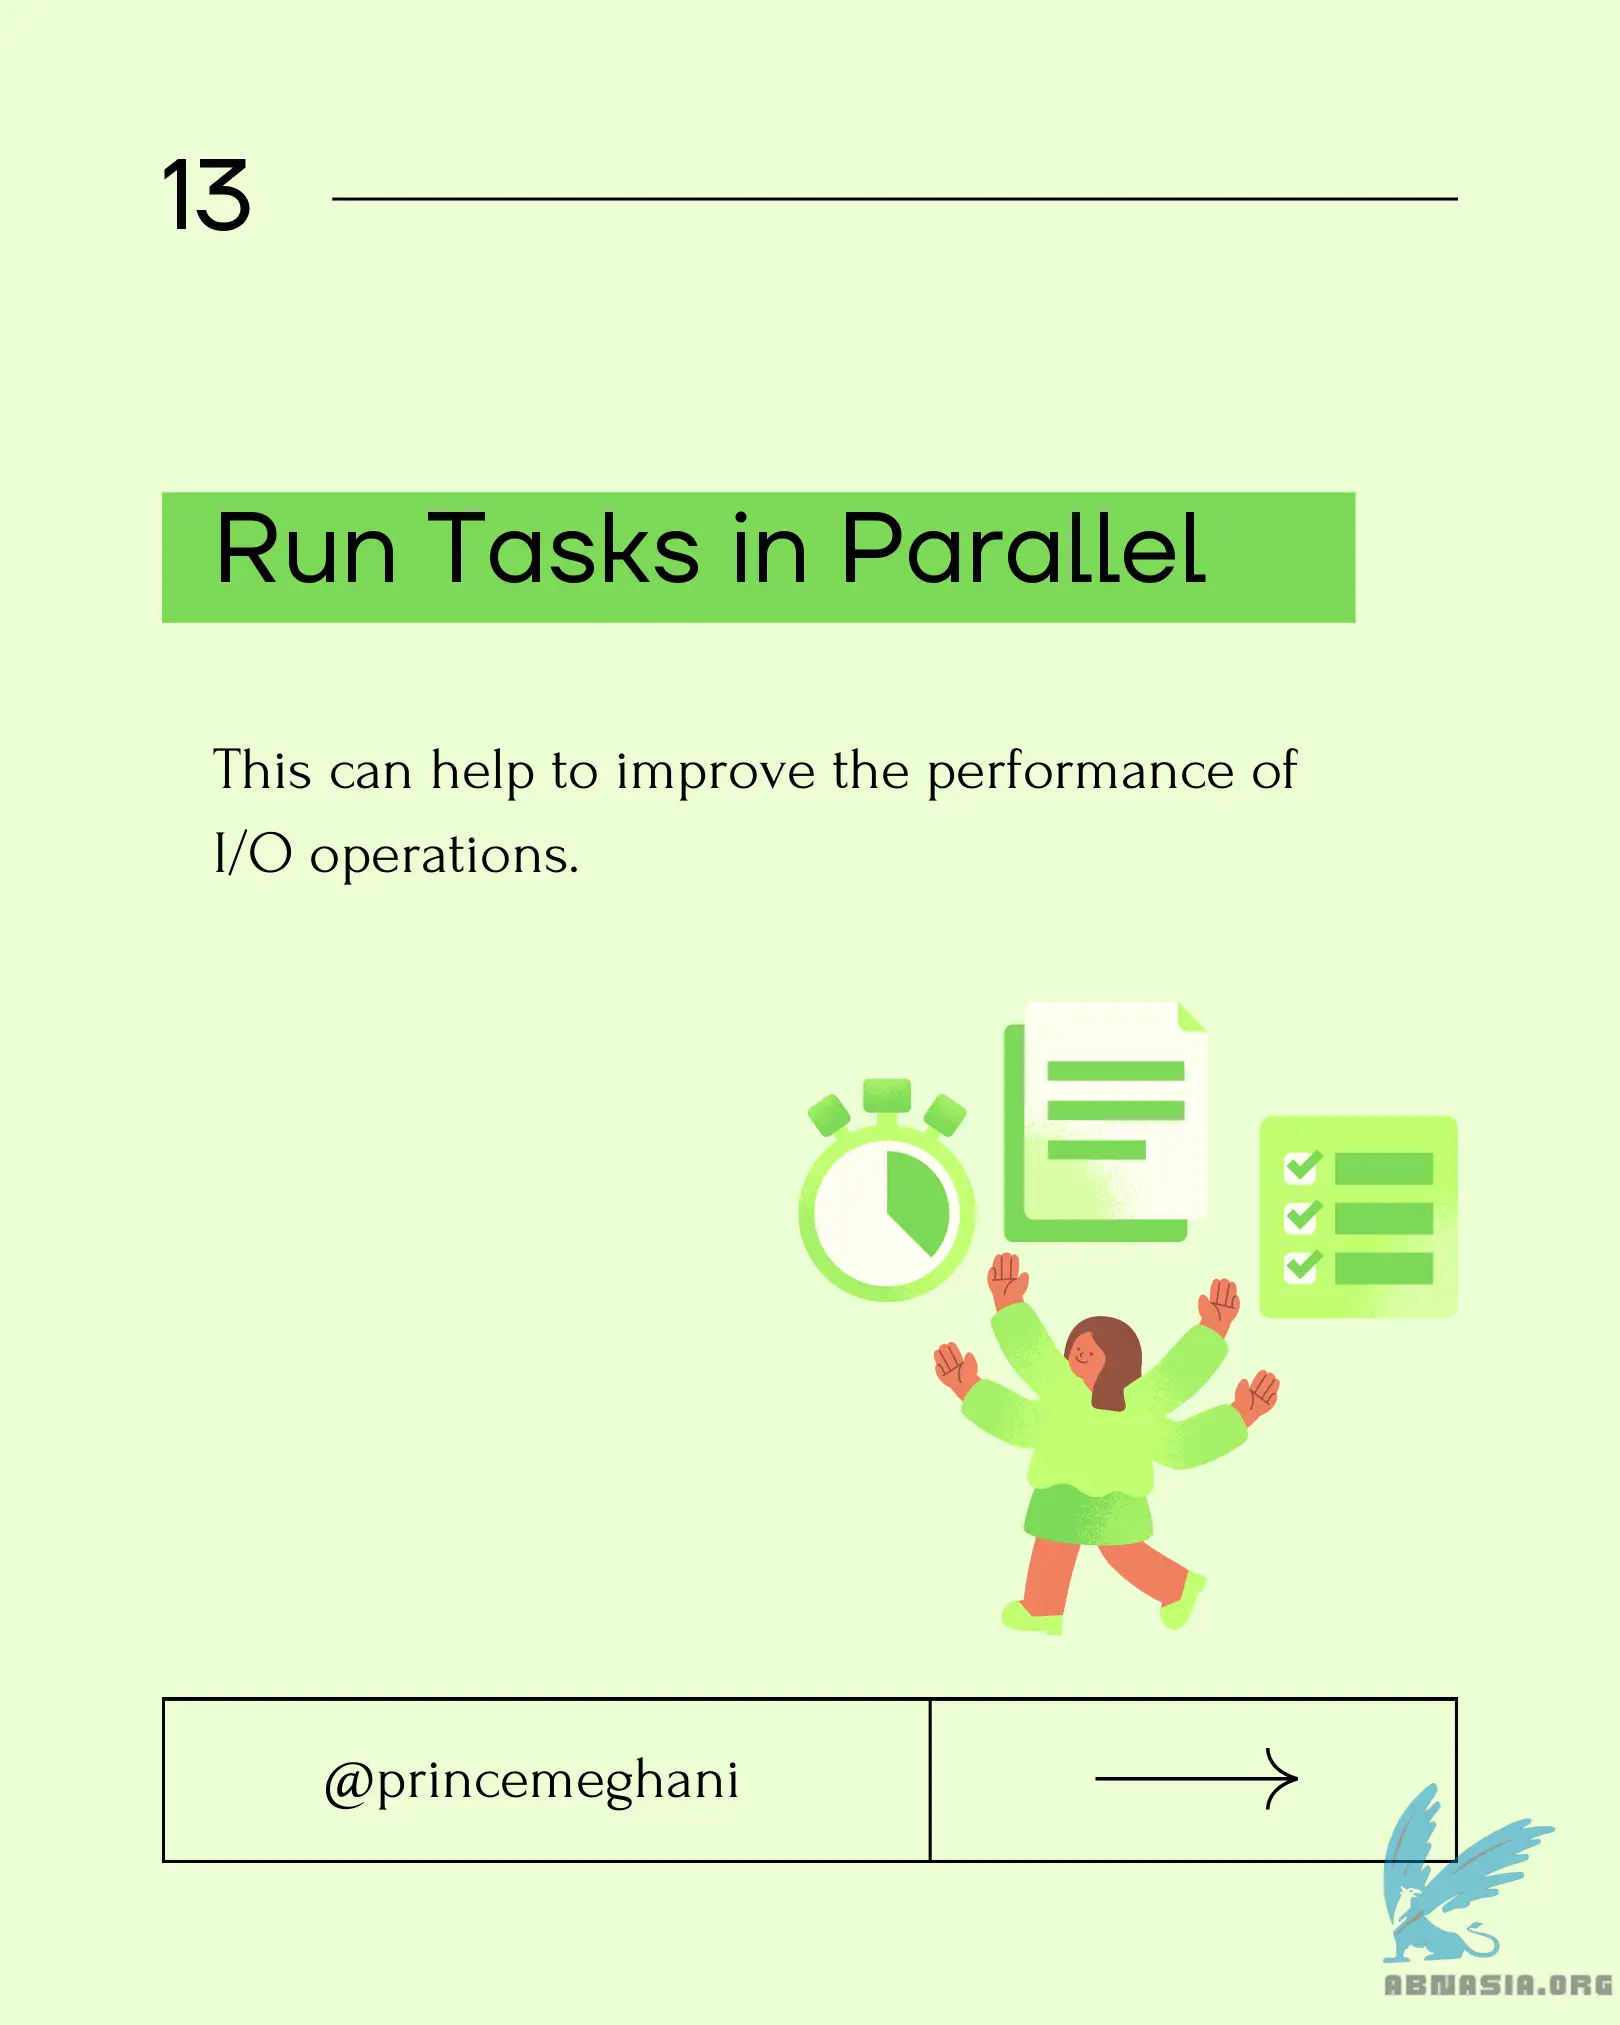 13
Run Tasks in Parallel
This can help to improve the performance of
I/O operations.
@princemeghani
ABNASIA.ORG